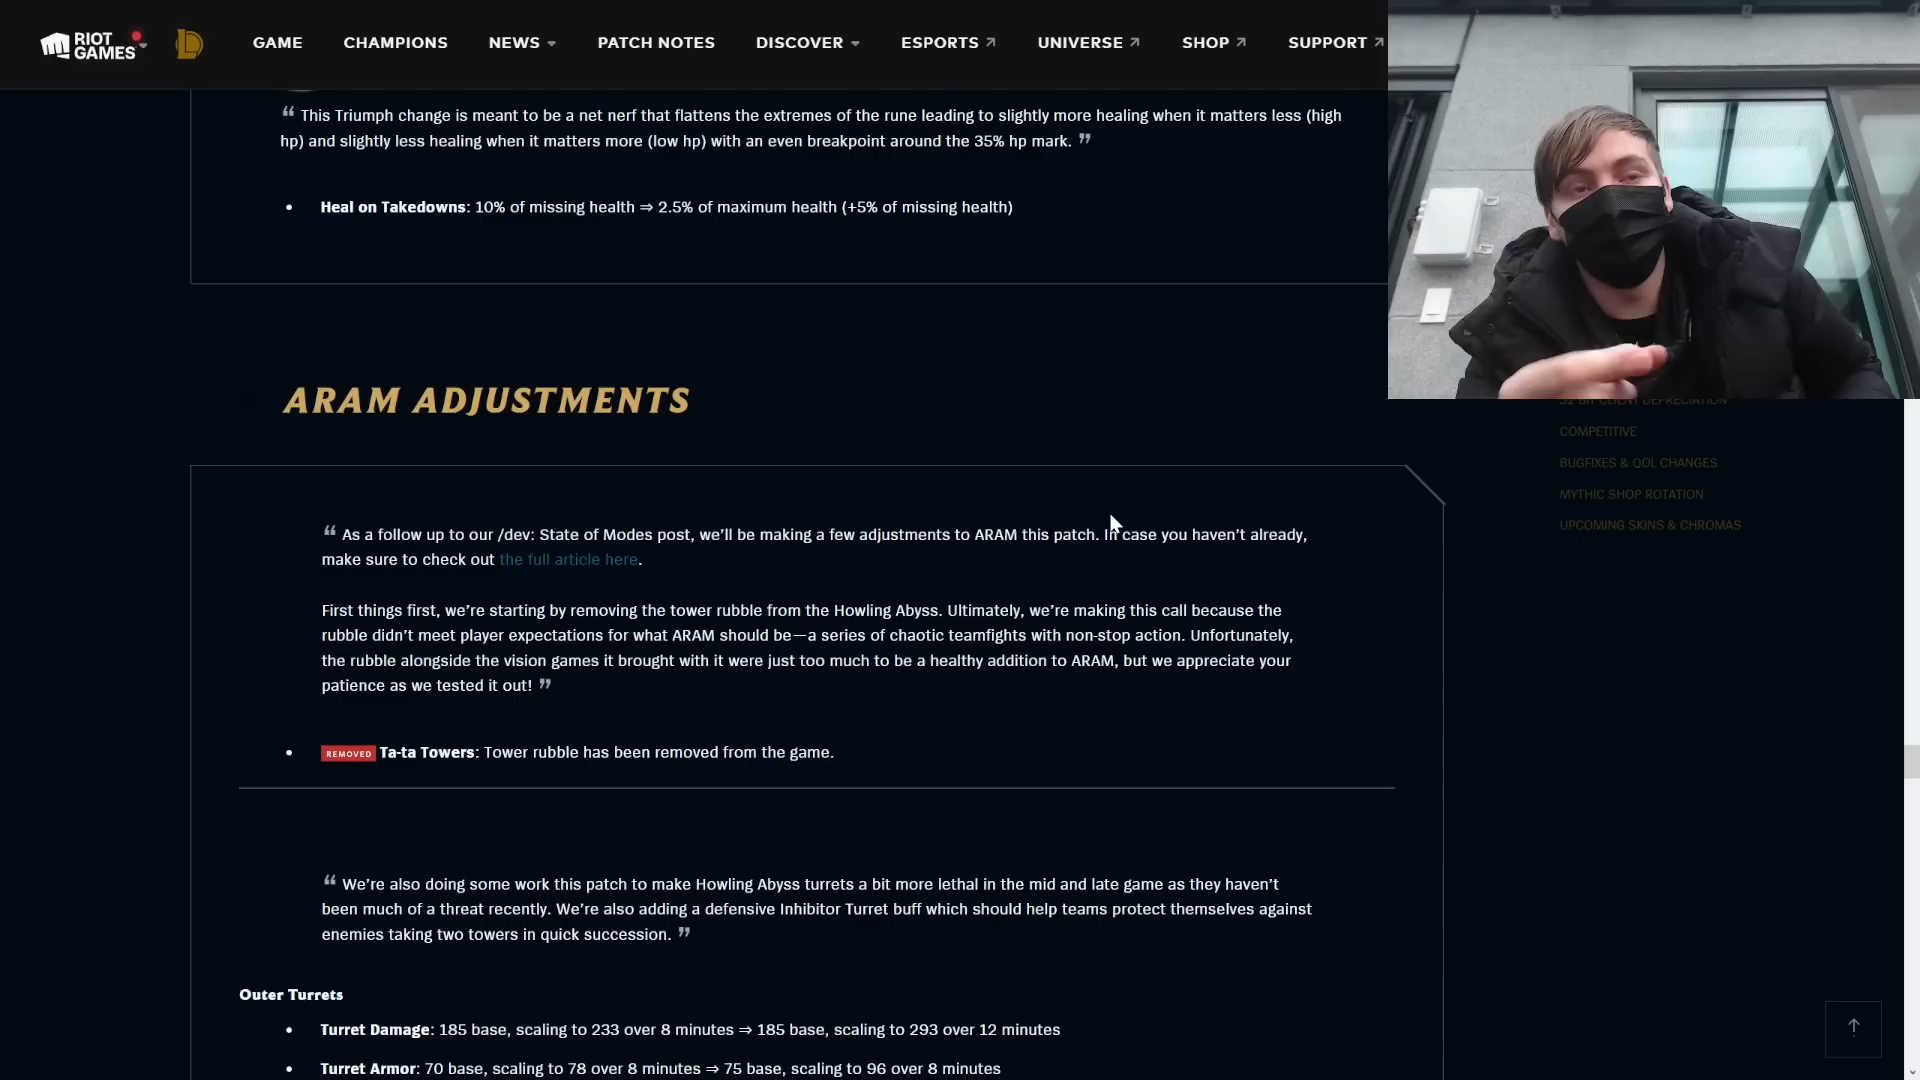 RIOT GAMES
GAME CHAMPIONS NEWS PATCH NOTES DISCOVER ESPORTS UNIVERSE SHOP SUPPORT
“ This Triumph change is meant to be a net nerf that flattens the extremes of the rune leading to slightly more healing when it matters less (high
hp) and slightly less healing when it matters more (low hp) with an even breakpoint around the 35% hp mark. ”
• Heal on Takedowns: 10% of missing health ⇒ 2.5% of maximum health (+5% of missing health)
ARAM ADJUSTMENTS
32 BIT CLIENT DEPRECIATION
COMPETITIVE
BUGFIXES & QOL CHANGES
MYTHIC SHOP ROTATION
UPCOMING SKINS & CHROMAS
“ As a follow up to our /dev: State of Modes post, we’ll be making a few adjustments to ARAM this patch. In case you haven’t already,
make sure to check out the full article here.
First things first, we’re starting by removing the tower rubble from the Howling Abyss. Ultimately, we’re making this call because the
rubble didn’t meet player expectations for what ARAM should be—a series of chaotic teamfights with non-stop action. Unfortunately,
the rubble alongside the vision games it brought with it were just too much to be a healthy addition to ARAM, but we appreciate your
patience as we tested it out! ”
• REMOVED Ta-ta Towers: Tower rubble has been removed from the game.
“ We’re also doing some work this patch to make Howling Abyss turrets a bit more lethal in the mid and late game as they haven’t
been much of a threat recently. We’re also adding a defensive Inhibitor Turret buff which should help teams protect themselves against
enemies taking two towers in quick succession. ”
Outer Turrets
• Turret Damage: 185 base, scaling to 233 over 8 minutes ⇒ 185 base, scaling to 293 over 12 minutes
• Turret Armor: 70 base, scaling to 78 over 8 minutes ⇒ 75 base, scaling to 96 over 8 minutes